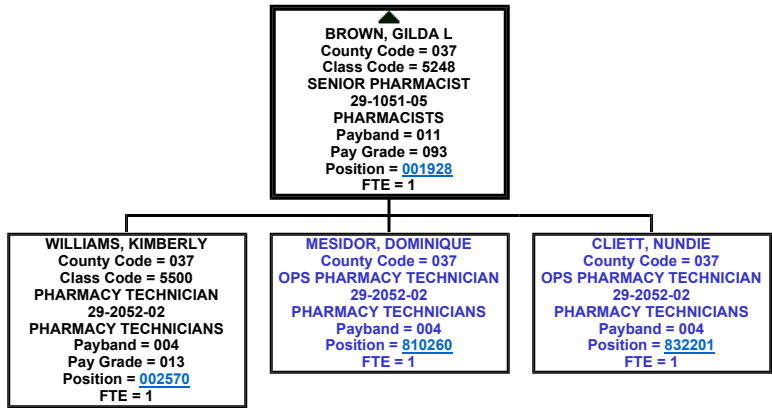 BROWN, GILDA L
County Code = 037
Class Code = 5248
SENIOR PHARMACIST
29-1051-05
PHARMACISTS
Payband = 011
Pay Grade = 093
Position = 001928
FTE = 1
WILLIAMS, KIMBERLY
County Code = 037
Class Code = 5500
PHARMACY TECHNICIAN
29-2052-02
PHARMACY TECHNICIANS
Payband = 004
Pay Grade = 013
Position = 002570
FTE = 1
MESIDOR, DOMINIQUE
County Code = 037
OPS PHARMACY TECHNICIAN
29-2052-02
PHARMACY TECHNICIANS
Payband = 004
Position = 810260
FTE = 1
CLIETT, NUNDIE
County Code = 037
OPS PHARMACY TECHNICIAN
29-2052-02
PHARMACY TECHNICIANS
Payband = 004
Position = 832201
FTE = 1